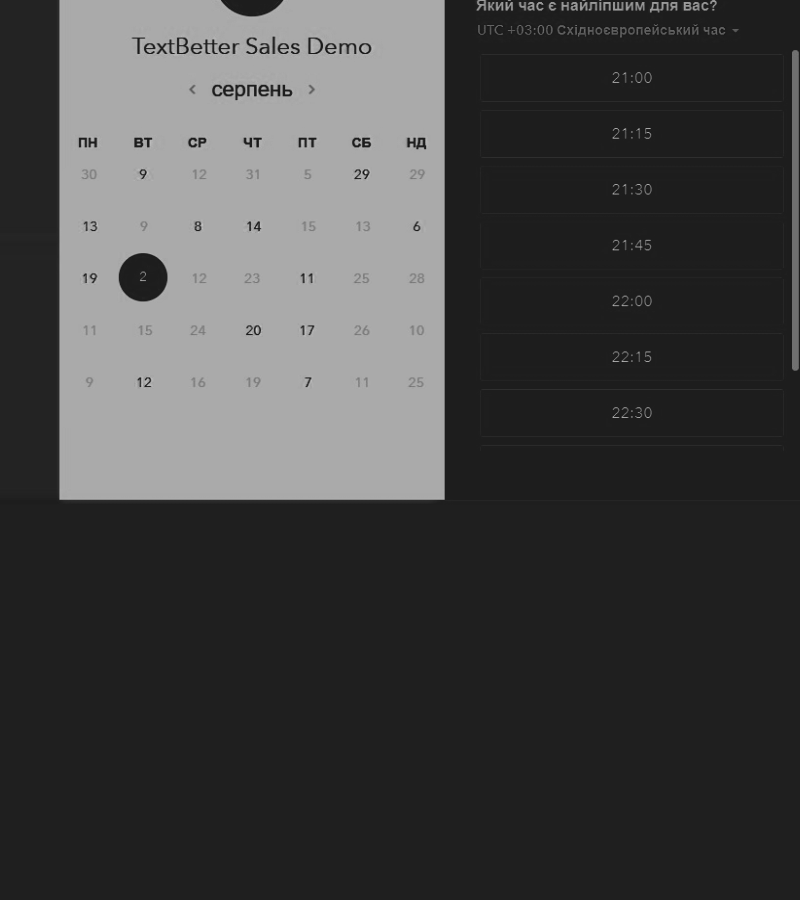 TextBetter Sales Demo
серпень
ПН ВТ СР ЧТ ПТ СБ НД
30 9 12 31 5 29 29
13 9 8 14 15 13 6
19 2 12 23 11 25 28
11 15 24 20 17 26 10
9 12 16 19 7 11 25
Який час є найліпшим для вас?
UTC +03:00 Східноєвропейський час
21:00
21:15
21:30
21:45
22:00
22:15
22:30